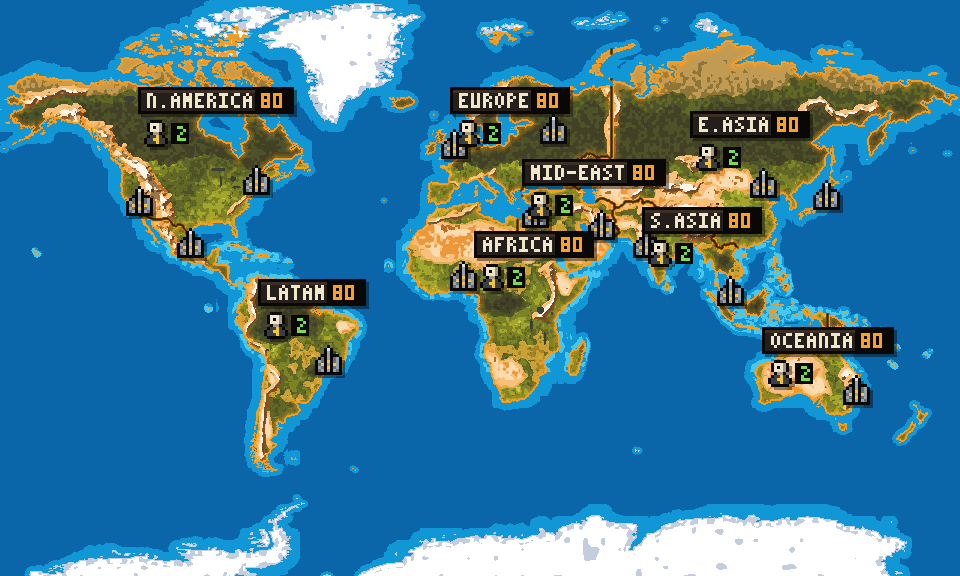 N.AMERICA 80
2
EUROPE 80
2
E.ASIA 80
2
MID-EAST 80
2
S.ASIA 80
2
AFRICA 80
2
LATAM 80
2
OCEANIA 80
2